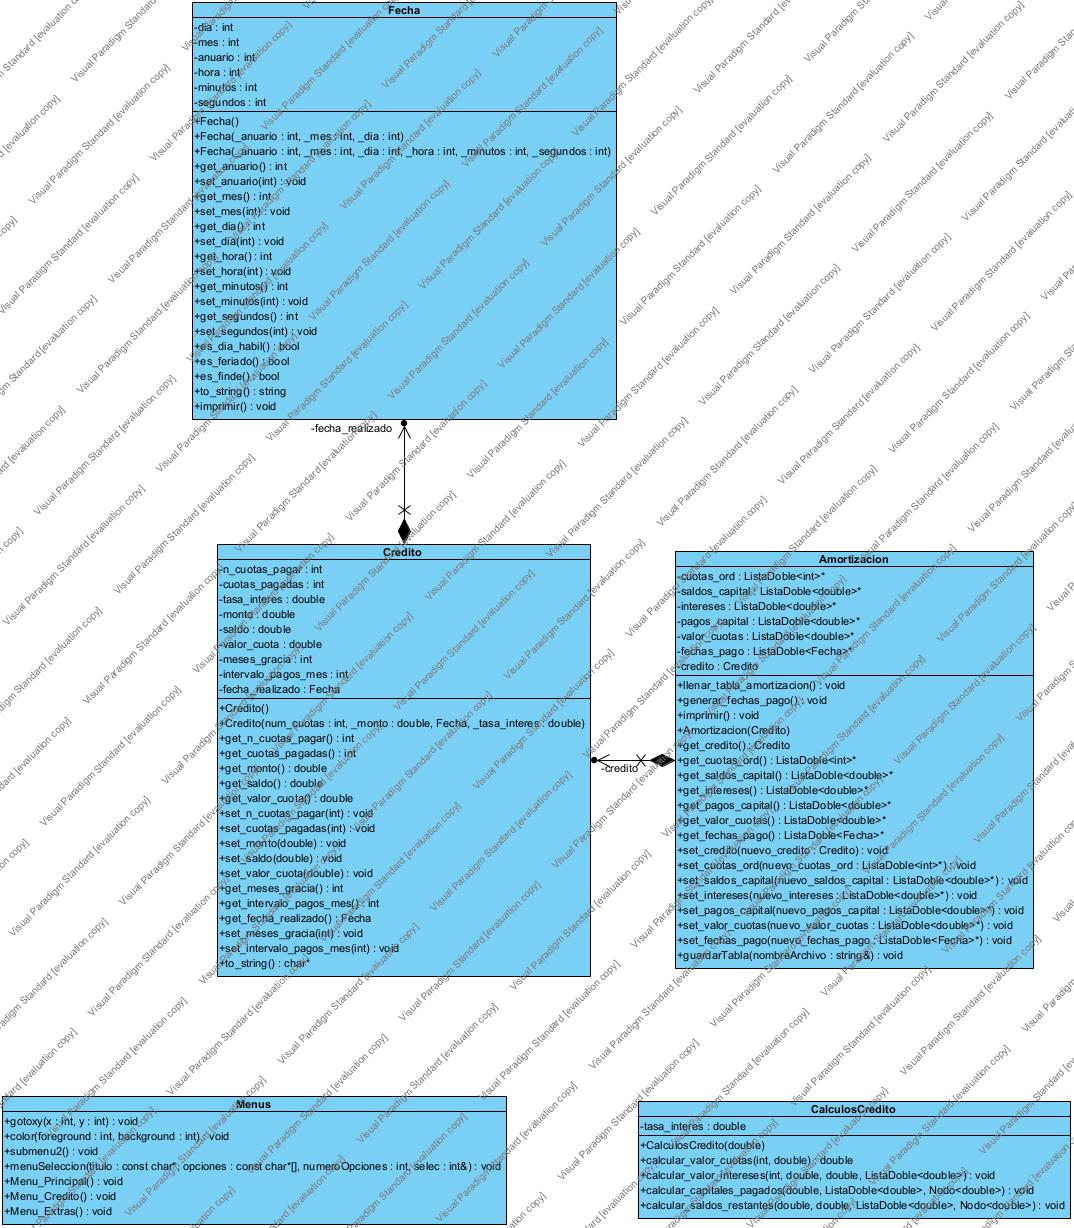 Fecha
-dia : int
-mes : int
-anuario : int
-hora : int
-minutos : int
-segundos : int
+Fecha()
+Fecha(_anuario : int, _mes : int, _dia : int)
+Fecha(_anuario : int, _mes : int, _dia : int, _hora : int, _minutos : int, _segundos : int)
+get_anuario() : int
+set_anuario(int) : void
+get_mes() : int
+set_mes(int) : void
+get_dia() : int
+set_dia(int) : void
+get_hora() : int
+set_hora(int) : void
+get_minutos() : int
+set_minutos(int) : void
+get_segundos() : int
+set_segundos(int) : void
+es_dia_habil() : bool
+es_feriado() : bool
+es_finde() : bool
+to_string() : string
+imprimir() : void
-fecha_realizado
Credito
-n_cuotas_pagar : int
-cuotas_pagadas : int
-tasa_interes : double
-monto : double
-saldo : double
-valor_cuota : double
-meses_gracia : int
-intervalo_pagos_mes : int
-fecha_realizado : Fecha
+Credito()
+Credito(num_cuotas : int, _monto : double, Fecha, _tasa_interes : double)
+get_n_cuotas_pagar() : int
+get_cuotas_pagadas() : int
+get_monto() : double
+get_saldo() : double
+get_valor_cuota() : double
+set_n_cuotas_pagar(int) : void
+set_cuotas_pagadas(int) : void
+set_monto(double) : void
+set_saldo(double) : void
+set_valor_cuota(double) : void
+get_meses_gracia() : int
+get_intervalo_pagos_mes() : int
+get_fecha_realizado() : Fecha
+set_meses_gracia(int) : void
+set_intervalo_pagos_mes(int) : void
+to_string() : char*
-credito
Amortizacion
-cuotas_ord : ListaDoble<int>*
-saldos_capital : ListaDoble<double>*
-intereses : ListaDoble<double>*
-pagos_capital : ListaDoble<double>*
-valor_cuotas : ListaDoble<double>*
-fechas_pago : ListaDoble<Fecha>*
-credito : Credito
+llenar_tabla_amortizacion() : void
+generar_fechas_pago() : void
+imprimir() : void
+Amortizacion(Credito)
+get_credito() : Credito
+get_cuotas_ord() : ListaDoble<int>*
+get_saldos_capital() : ListaDoble<double>*
+get_intereses() : ListaDoble<double>*
+get_pagos_capital() : ListaDoble<double>*
+get_valor_cuotas() : ListaDoble<double>*
+get_fechas_pago() : ListaDoble<Fecha>*
+set_credito(nuevo_credito : Credito) : void
+set_cuotas_ord(nuevo_cuotas_ord : ListaDoble<int>*) : void
+set_saldos_capital(nuevo_saldos_capital : ListaDoble<double>*) : void
+set_intereses(nuevo_intereses : ListaDoble<double>*) : void
+set_pagos_capital(nuevo_pagos_capital : ListaDoble<double>*) : void
+set_valor_cuotas(nuevo_valor_cuotas : ListaDoble<double>*) : void
+set_fechas_pago(nuevo_fechas_pago : ListaDoble<Fecha>*) : void
+guardarTabla(nombreArchivo : string&) : void
Menus
+gotoxy(x : int, y : int) : void
+color(foreground : int, background : int) : void
+submenu2() : void
+menuSeleccion(titulo : const char*, opciones : const char*[], numeroOpciones : int, selec : int&) : void
+Menu_Principal() : void
+Menu_Credito() : void
+Menu_Extras() : void
CalculosCredito
-tasa_interes : double
+CalculosCredito(double)
+calcular_valor_cuotas(int, double) : double
+calcular_valor_intereses(int, double, double, ListaDoble<double>) : void
+calcular_capitales_pagados(double, ListaDoble<double>, Nodo<double>) : void
+calcular_saldos_restantes(double, double, ListaDoble<double>, Nodo<double>) : void
Visual Paradigm Standard [evaluation copy]